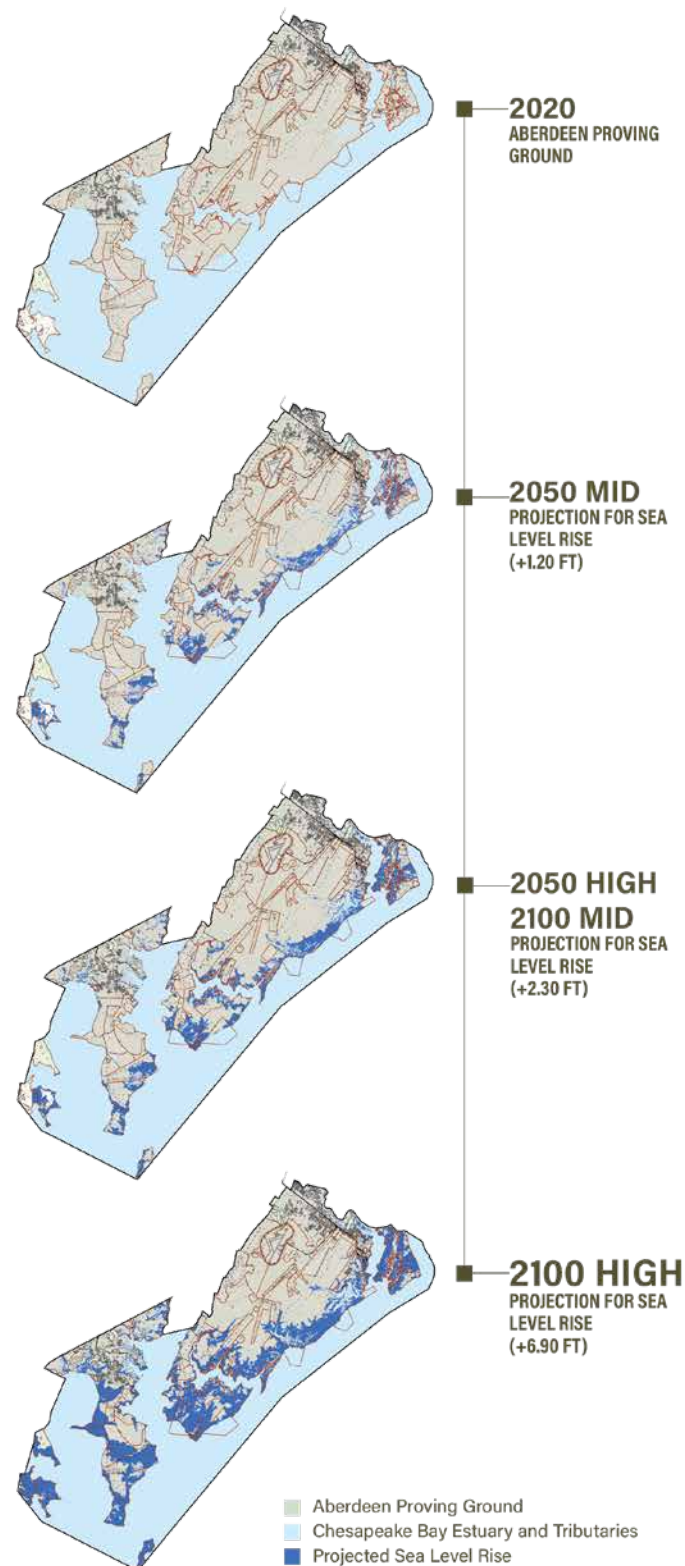 2020
ABERDEEN PROVING
GROUND
2050 MID
PROJECTION FOR SEA
LEVEL RISE
(+1.20 FT)
2050 HIGH
2100 MID
PROJECTION FOR SEA
LEVEL RISE
(+2.30 FT)
2100 HIGH
PROJECTION FOR SEA
LEVEL RISE
(+6.90 FT)
Aberdeen Proving Ground
Chesapeake Bay Estuary and Tributaries
Projected Sea Level Rise